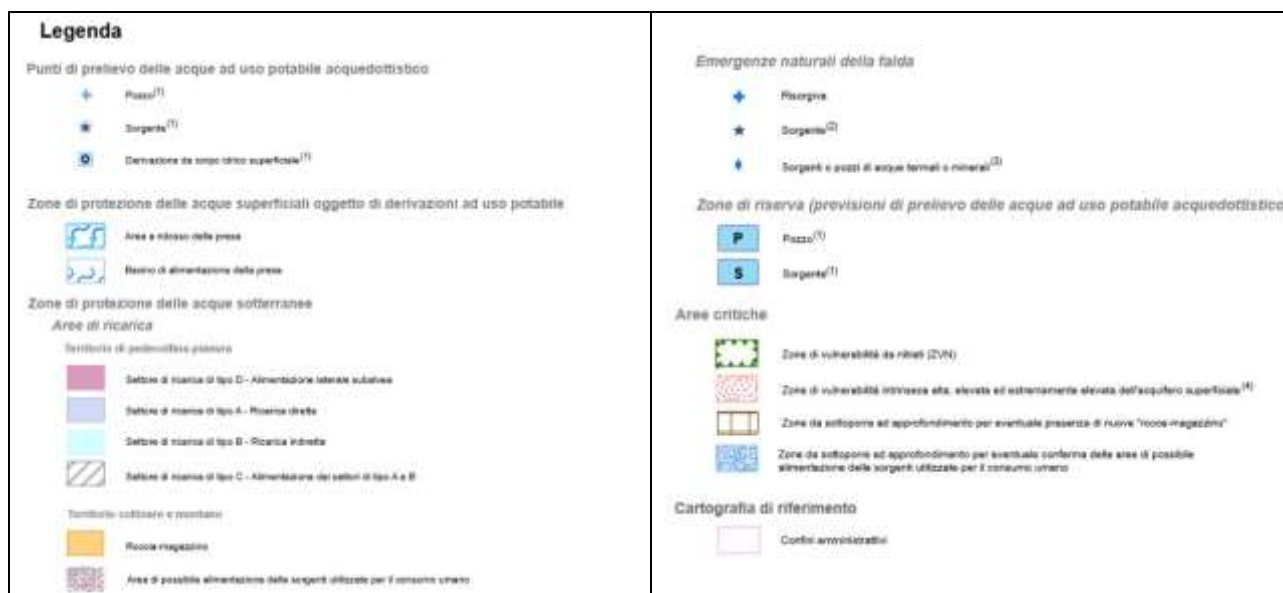 Legenda
Punti di prelievo delle acque ad uso potabile acquedottistico
Pozzo(1)
Sorgente(1)
Derivazione da corpo idrico superficiale(1)
Zone di protezione delle acque superficiali oggetto di derivazioni ad uso potabile
Area a ridosso della presa
Bacino di alimentazione della presa
Zone di protezione delle acque sotterranee
Aree di ricarica
Territorio di pedecollina-pianura
Settore di ricarica di tipo D - Alimentazione laterale subalvea
Settore di ricarica di tipo A - Ricarica diretta
Settore di ricarica di tipo B - Ricarica indiretta
Settore di ricarica di tipo C - Alimentazione dei settori di tipo A e B
Territorio collinare e montano
Rocce magazzino
Area di possibile alimentazione delle sorgenti utilizzate per il consumo umano
Emergenze naturali della falda
Risorgiva
Sorgente(2)
Sorgenti o pozzi di acque termali o minerali(3)
Zone di riserva (previsioni di prelievo delle acque ad uso potabile acquedottistico
P Pozzo(1)
S Sorgente(1)
Aree critiche
Zone di vulnerabilità da nitrati (ZVN)
Zone di vulnerabilità intrinseca alta, elevata ed estremamente elevata dell'acquifero superficiale(4)
Zone da sottoporre ad approfondimento per eventuale presenza di nuove "rocce-magazzino"
Zone da sottoporre ad approfondimento per eventuale conferma delle aree di possibile
alimentazione delle sorgenti utilizzate per il consumo umano
Cartografia di riferimento
Confini amministrativi